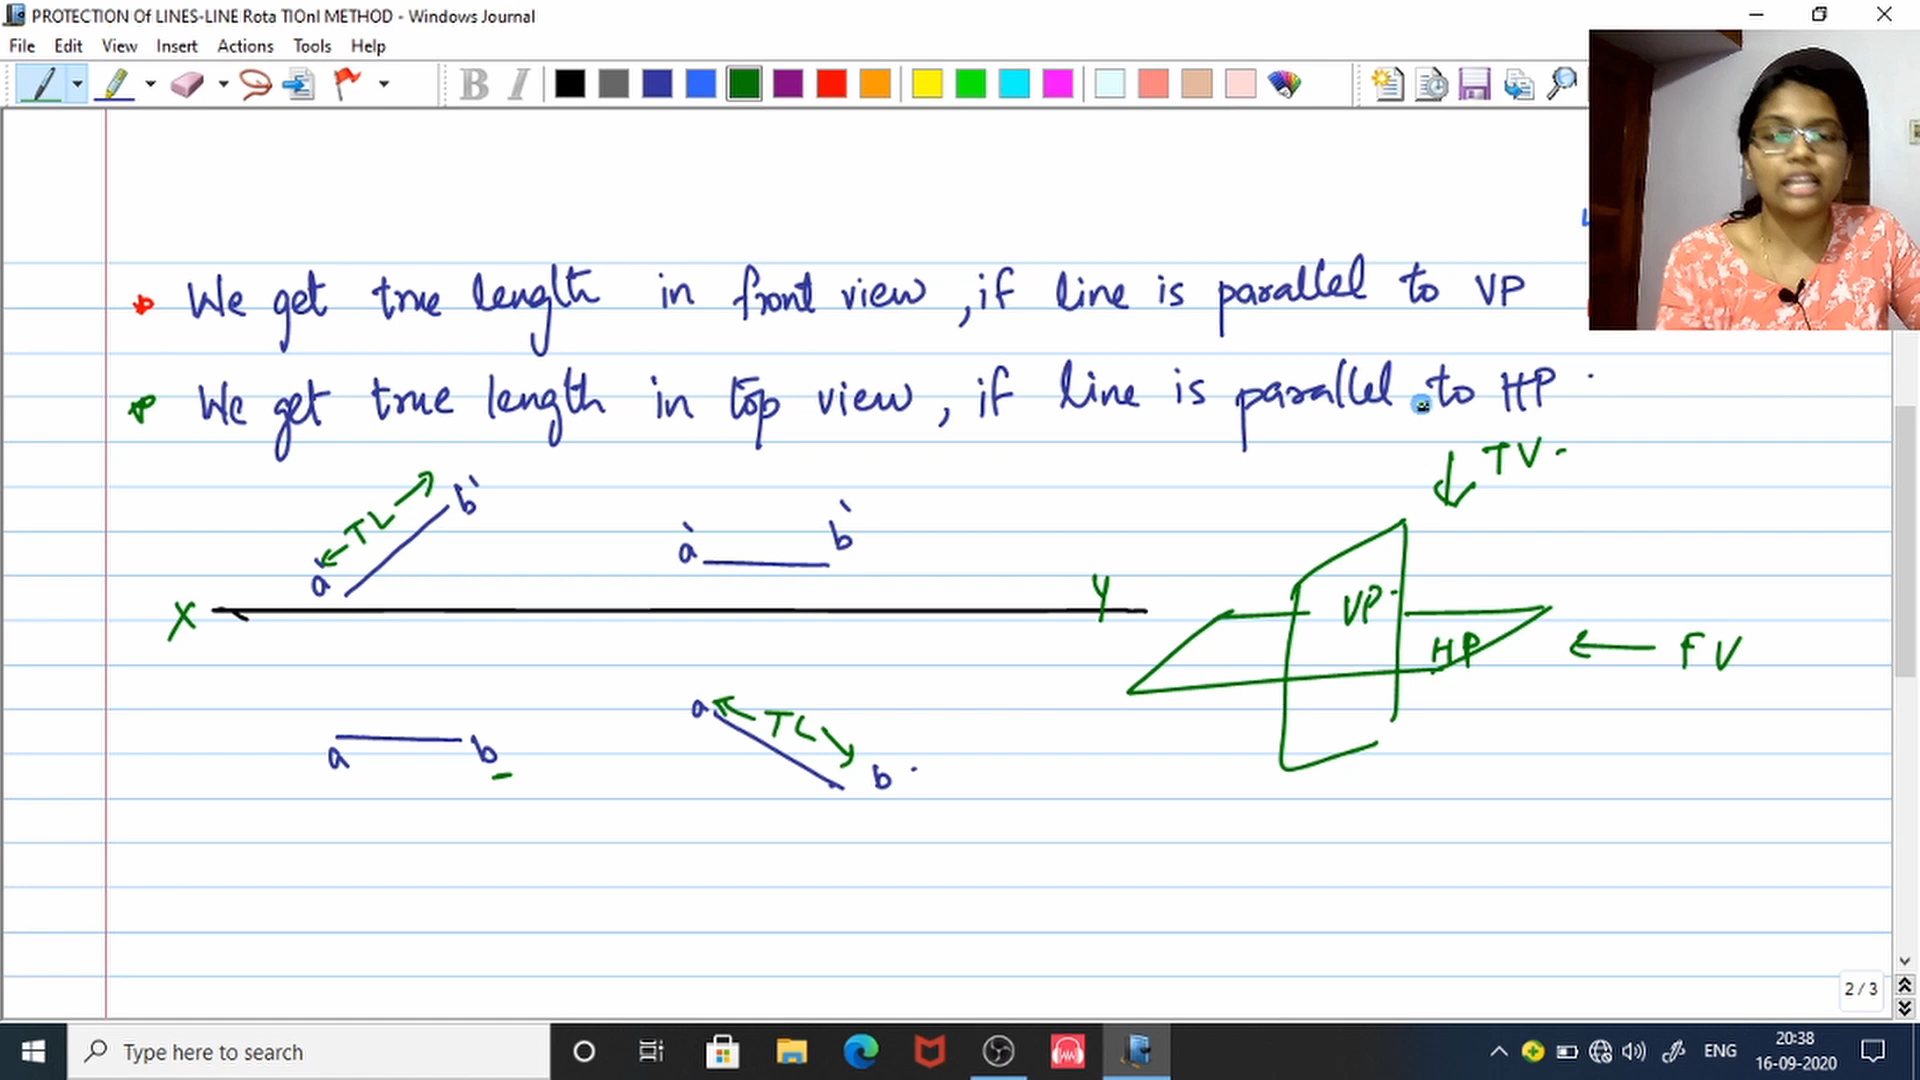 PROTECTION Of LINES-LINE Rota TIOnI METHOD - Windows Journal
File Edit View Insert Actions Tools Help
B I
We get true length in front view, if line is parallel to VP
We get true length in top view, if line is parallel to HP
TV
TL
a b'
a' b'
X Y
VP
HP
FV
a TL b
a b
2 / 3
Type here to search
ENG
20:38
16-09-2020